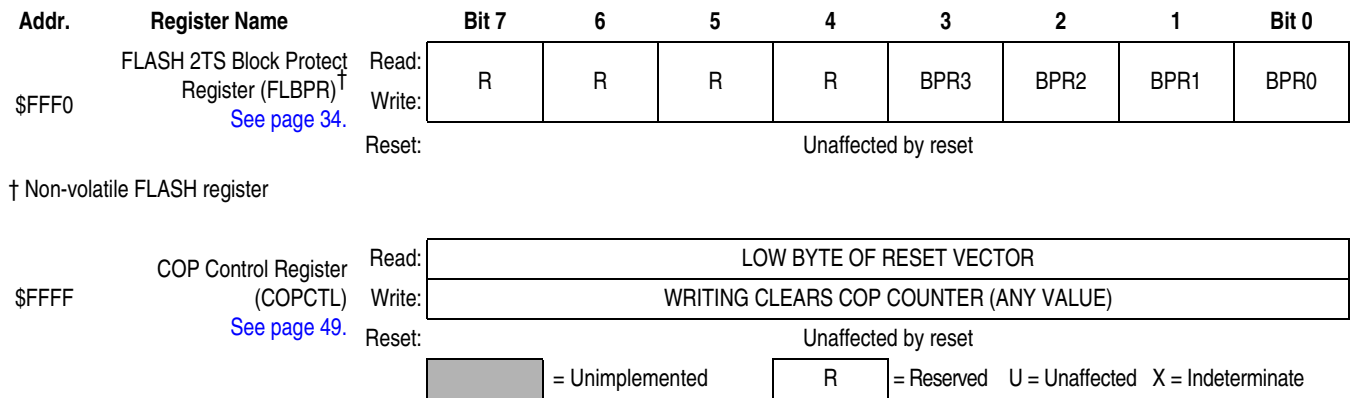 Addr. Register Name Bit 7 6 5 4 3 2 1 Bit 0
$FFF0 FLASH 2TS Block Protect
Register (FLBPR)†
See page 34.
Read: R R R R BPR3 BPR2 BPR1 BPR0
Write:
Reset: Unaffected by reset
† Non-volatile FLASH register
$FFFF COP Control Register
(COPCTL)
See page 49.
Read: LOW BYTE OF RESET VECTOR
Write: WRITING CLEARS COP COUNTER (ANY VALUE)
Reset: Unaffected by reset
= Unimplemented R = Reserved U = Unaffected X = Indeterminate